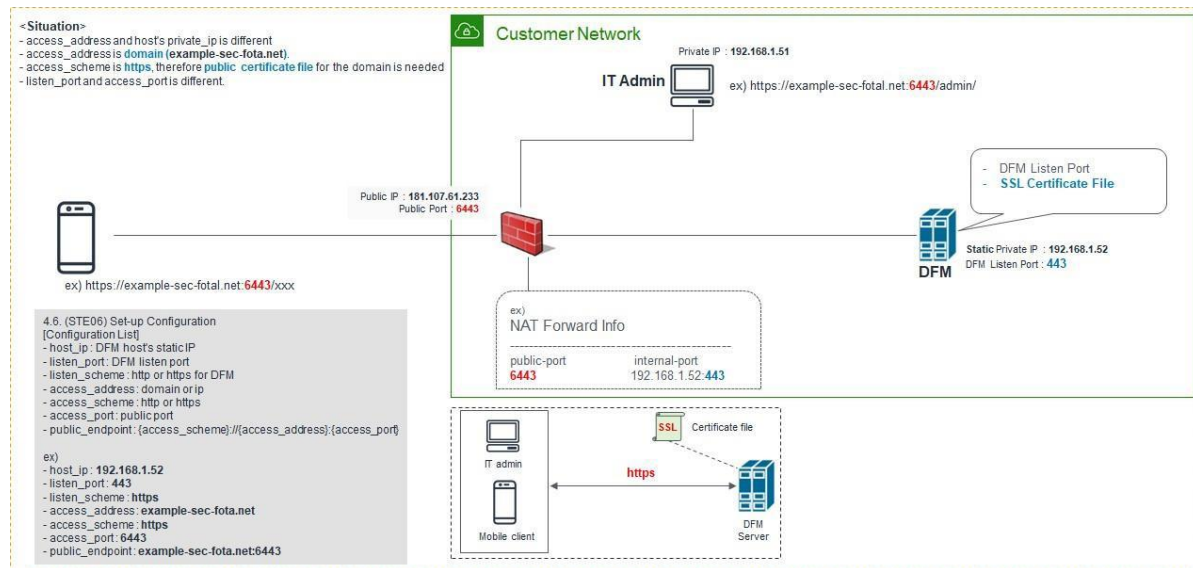 <Situation>
- access_address and host's private_ip is different
- access_address is domain (example-sec-fota.net).
- access_scheme is https, therefore public certificate file for the domain is needed
- listen_port and access_port is different.
Customer Network
Private IP : 192.168.1.51
IT Admin
ex) https://example-sec-fotal.net:6443/admin/
- DFM Listen Port
- SSL Certificate File
Public IP : 181.107.61.233
Public Port : 6443
Static Private IP : 192.168.1.52
DFM Listen Port : 443
DFM
ex) https://example-sec-fotal.net:6443/xxx
ex)
NAT Forward Info
public-port internal-port
6443 192.168.1.52:443
4.6. (STE06) Set-up Configuration
[Configuration List]
- host_ip : DFM host's static IP
- listen_port : DFM listen port
- listen_scheme : http or https for DFM
- access_address : domain or ip
- access_scheme : http or https
- access_port : public port
- public_endpoint : {access_scheme}://{access_address}:{access_port}
ex)
- host_ip : 192.168.1.52
- listen_port : 443
- listen_scheme : https
- access_address : example-sec-fota.net
- access_scheme : https
- access_port : 6443
- public_endpoint : example-sec-fota.net:6443
SSL Certificate file
IT admin
https
Mobile client
DFM
Server